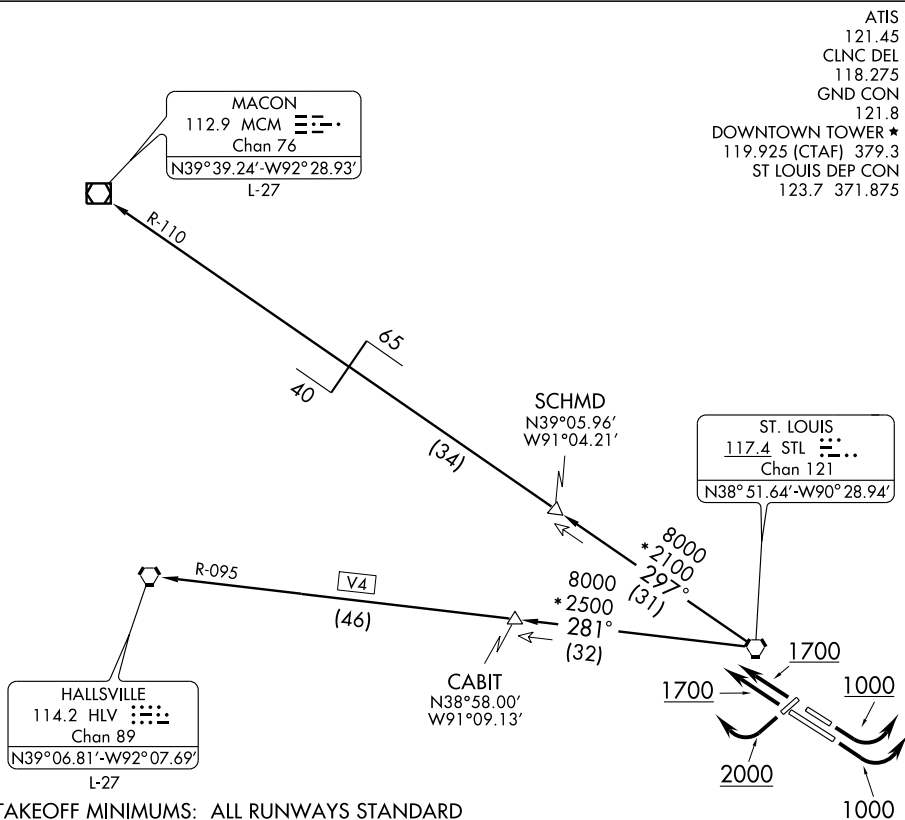 ATIS
121.45
CLNC DEL
118.275
GND CON
121.8
DOWNTOWN TOWER ★
119.925 (CTAF) 379.3
ST LOUIS DEP CON
123.7 371.875
MACON
112.9 MCM
Chan 76
N39°39.24'-W92°28.93'
L-27
R-110
65
40
(34)
SCHMD
N39°05.96'
W91°04.21'
ST. LOUIS
117.4 STL
Chan 121
N38°51.64'-W90°28.94'
8000
*2100
297°
(31)
R-095
V4
(46)
8000
*2500
281°
(32)
CABIT
N38°58.00'
W91°09.13'
HALLSVILLE
114.2 HLV
Chan 89
N39°06.81'-W92°07.69'
L-27
1700
1700
1000
2000
1000
TAKEOFF MINIMUMS: ALL RUNWAYS STANDARD